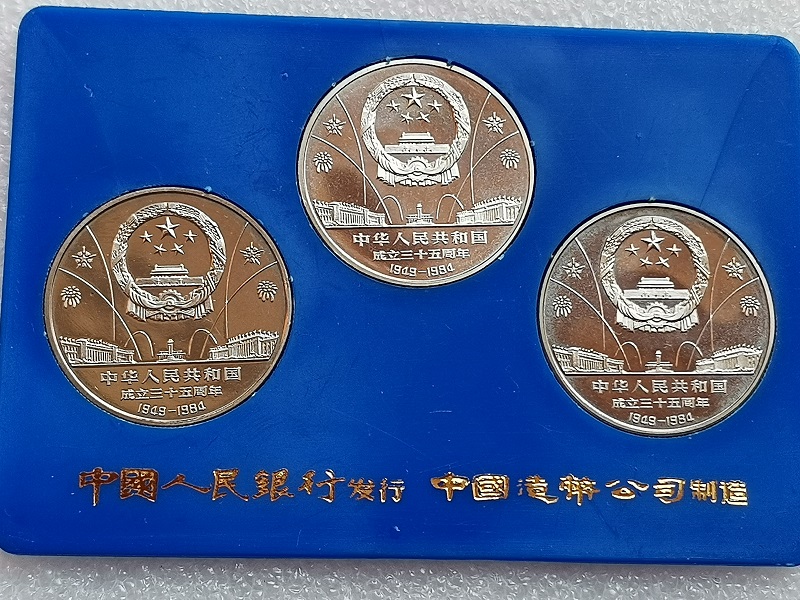 中华人民共和国
成立三十五周年
1949-1984
中华人民共和国
成立三十五周年
1949-1984
中华人民共和国
成立三十五周年
1949-1984
中國人民銀行发行 中國造幣公司制造